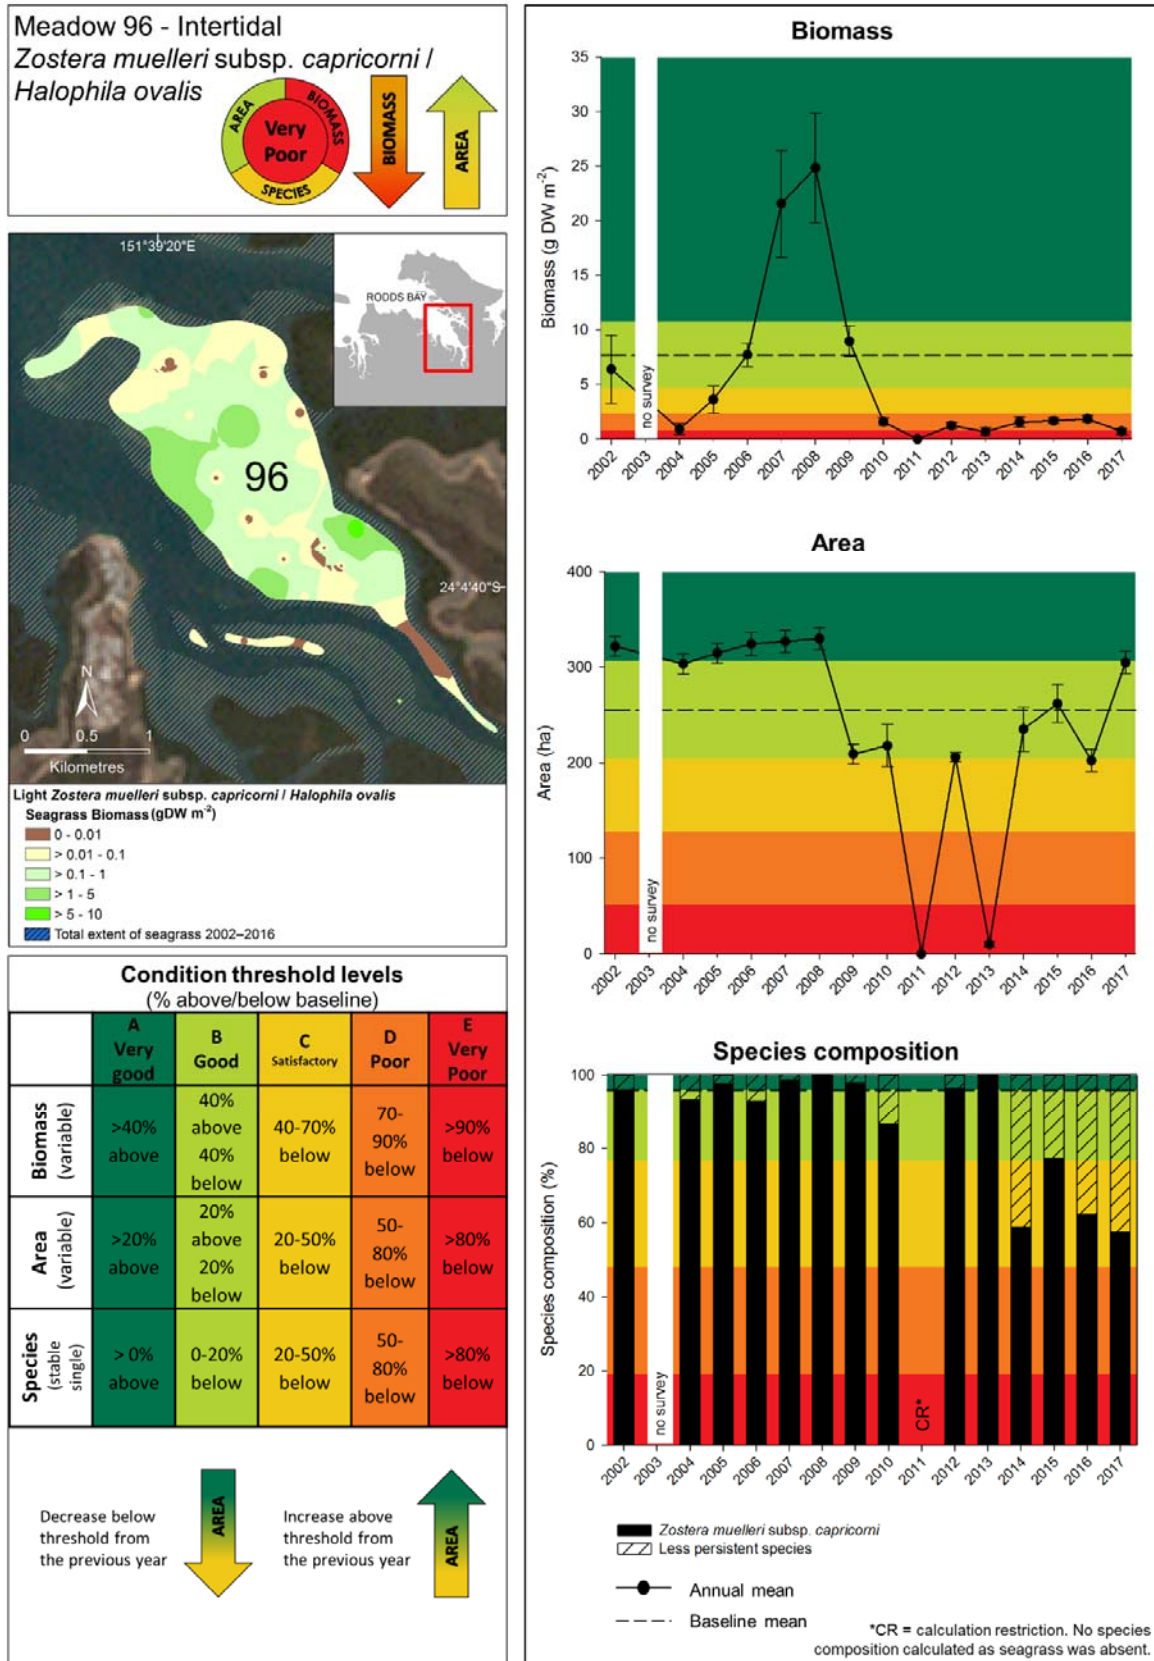 Meadow 96 - Intertidal
Zostera muelleri subsp. capricorni /
Halophila ovalis
AREA
BIOMASS
SPECIES
Very
Poor
BIOMASS
AREA
151°39'20"E
RODDS BAY
96
24°4'40"S
N
0 0.5 1
Kilometres
Light Zostera muelleri subsp. capricorni / Halophila ovalis
Seagrass Biomass (gDW m-2)
0 - 0.01
> 0.01 - 0.1
> 0.1 - 1
> 1 - 5
> 5 - 10
Total extent of seagrass 2002–2016
Condition threshold levels
(% above/below baseline)
A Very good
B Good
C Satisfactory
D Poor
E Very Poor
Biomass (variable)
>40% above
40% above 40% below
40-70% below
70-90% below
>90% below
Area (variable)
>20% above
20% above 20% below
20-50% below
50-80% below
>80% below
Species (stable single)
> 0% above
0-20% below
20-50% below
50-80% below
>80% below
Decrease below
threshold from
the previous year
AREA
Increase above
threshold from
the previous year
AREA
Biomass
Biomass (g DW m-2)
35
30
25
20
15
10
5
0
no survey
2002 2003 2004 2005 2006 2007 2008 2009 2010 2011 2012 2013 2014 2015 2016 2017
Area
Area (ha)
400
300
200
100
0
no survey
2002 2003 2004 2005 2006 2007 2008 2009 2010 2011 2012 2013 2014 2015 2016 2017
Species composition
Species composition (%)
100
80
60
40
20
0
no survey
CR*
2002 2003 2004 2005 2006 2007 2008 2009 2010 2011 2012 2013 2014 2015 2016 2017
Zostera muelleri subsp. capricorni
Less persistent species
Annual mean
Baseline mean
*CR = calculation restriction. No species
composition calculated as seagrass was absent.